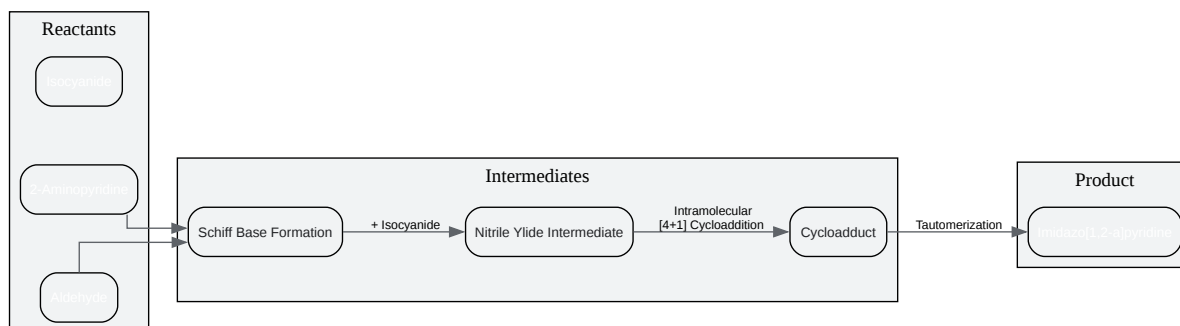 Reactants
Isocyanide
2-Aminopyridine
Aldehyde
Intermediates
Schiff Base Formation
+ Isocyanide
Nitrile Ylide Intermediate
Intramolecular
[4+1] Cycloaddition
Cycloadduct
Tautomerization
Product
Imidazo[1,2-a]pyridine